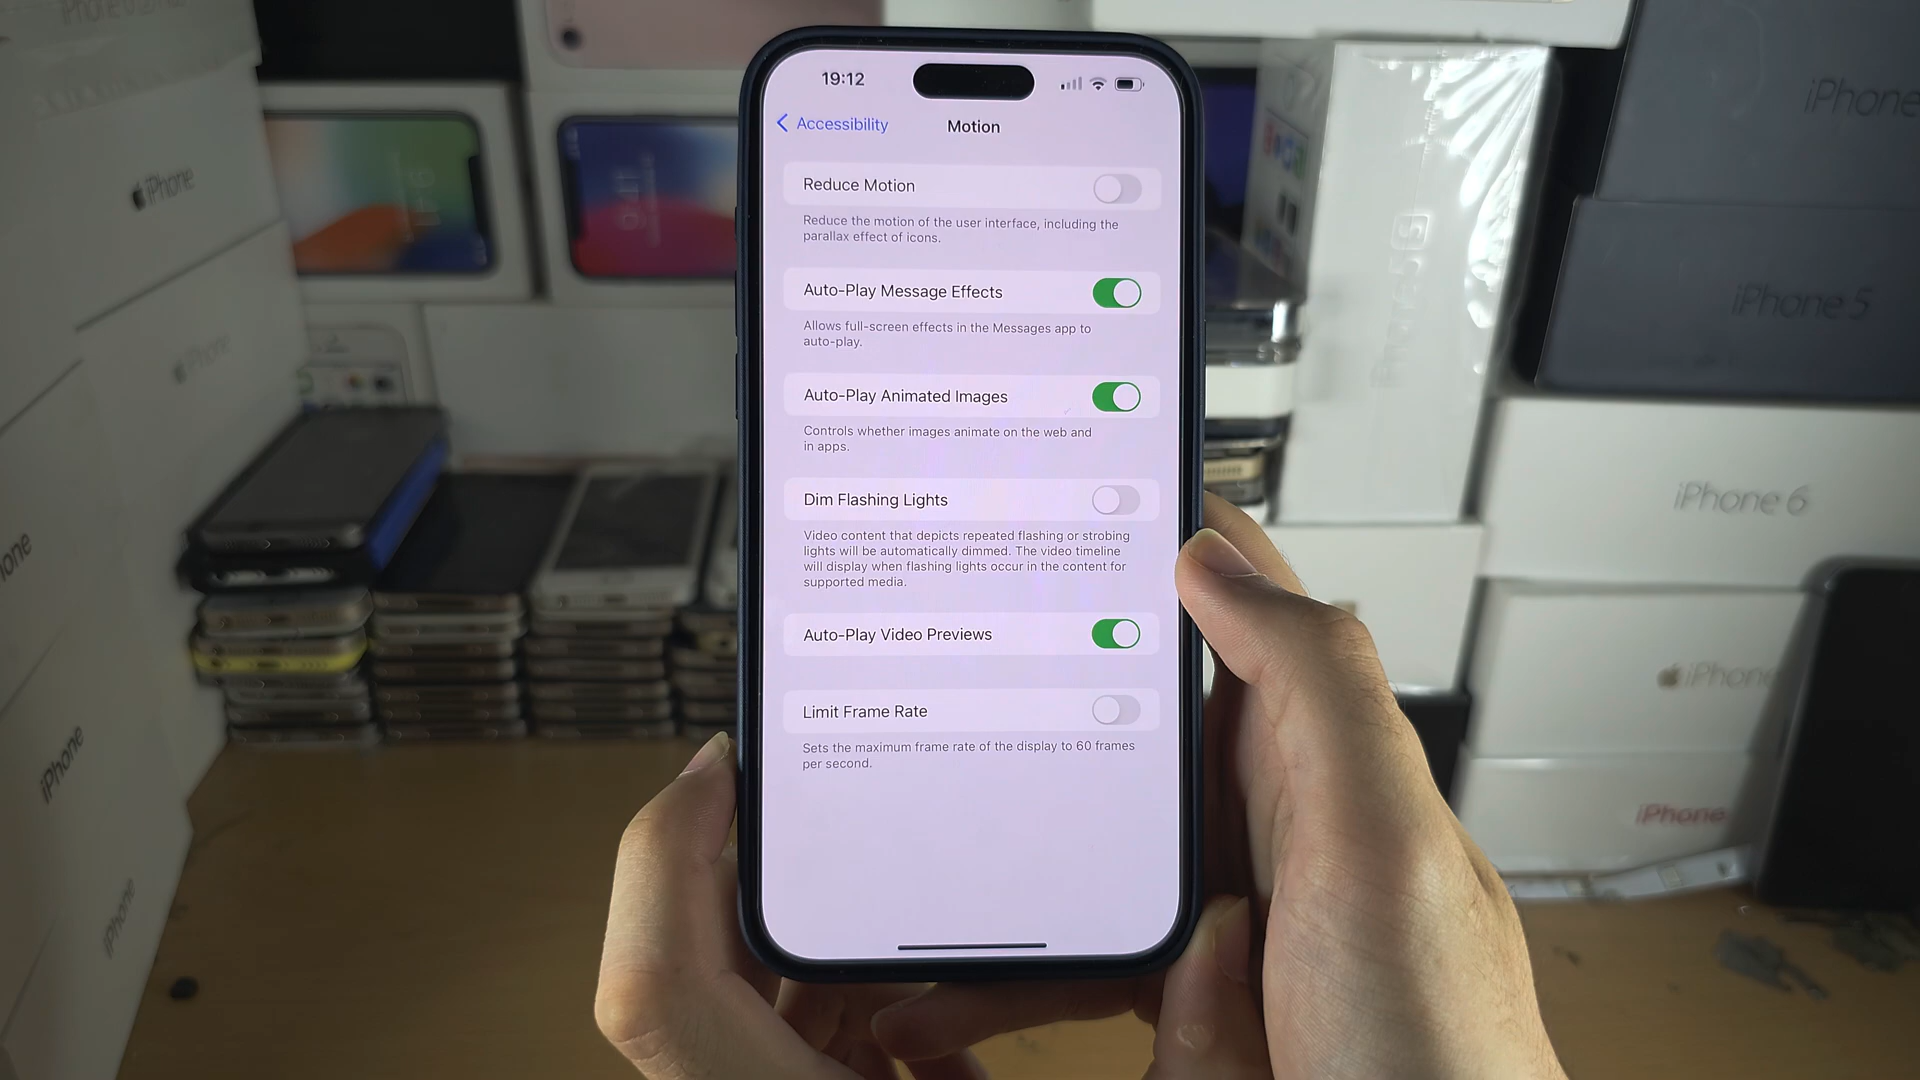 19:12
Accessibility
Motion
Reduce Motion
Reduce the motion of the user interface, including the
parallax effect of icons.
Auto-Play Message Effects
Allows full-screen effects in the Messages app to
auto-play.
Auto-Play Animated Images
Controls whether images animate on the web and
in apps.
Dim Flashing Lights
Video content that depicts repeated flashing or strobing
lights will be automatically dimmed. The video timeline
will display when flashing lights occur in the content for
supported media.
Auto-Play Video Previews
Limit Frame Rate
Sets the maximum frame rate of the display to 60 frames
per second.
iPhone
iPhone
iPhone
iPhone
iPhone
iPhone 5
iPhone 6
iPhone
iPhone